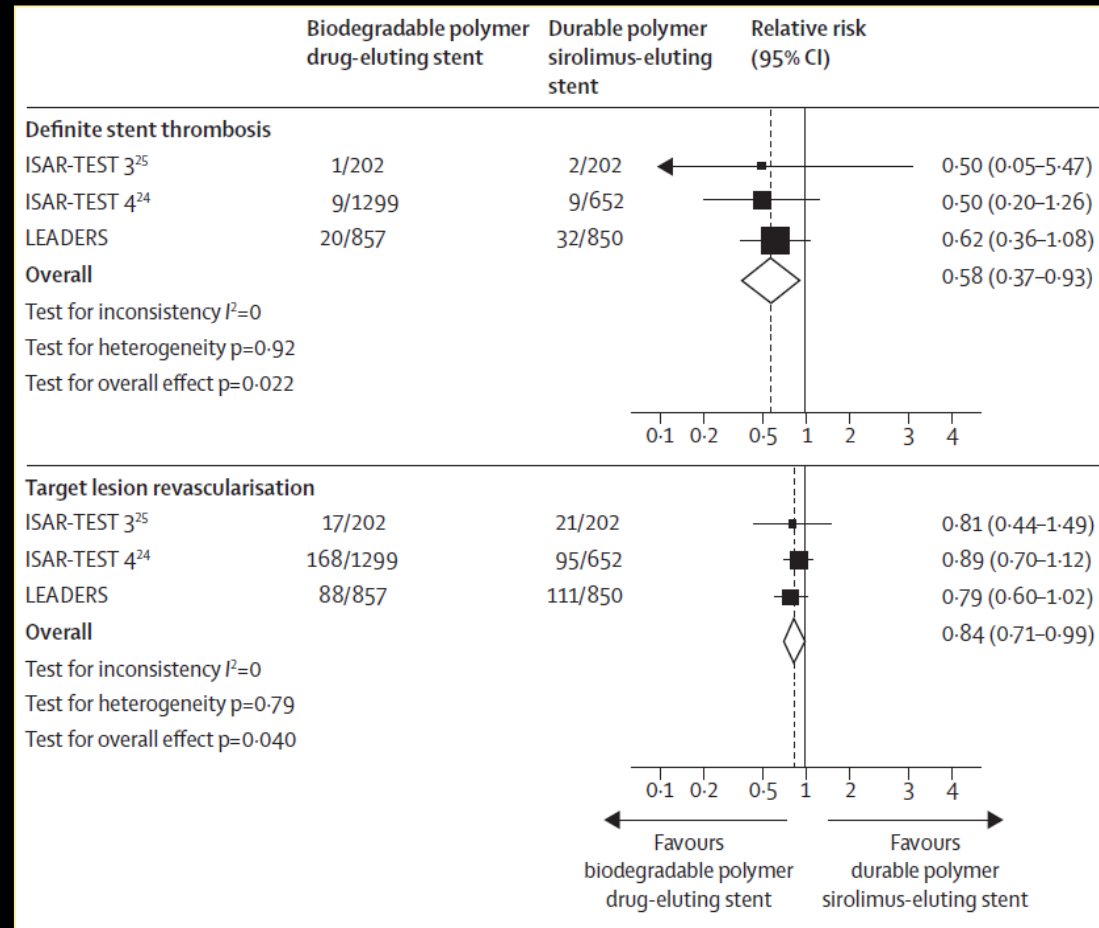 Biodegradable polymer drug-eluting stent
Durable polymer sirolimus-eluting stent
Relative risk (95% CI)
Definite stent thrombosis
ISAR-TEST 3²⁵ 1/202 2/202 0·50 (0·05–5·47)
ISAR-TEST 4²⁴ 9/1299 9/652 0·50 (0·20–1·26)
LEADERS 20/857 32/850 0·62 (0·36–1·08)
Overall 0·58 (0·37–0·93)
Test for inconsistency I²=0
Test for heterogeneity p=0·92
Test for overall effect p=0·022
0·1 0·2 0·5 1 2 3 4
Target lesion revascularisation
ISAR-TEST 3²⁵ 17/202 21/202 0·81 (0·44–1·49)
ISAR-TEST 4²⁴ 168/1299 95/652 0·89 (0·70–1·12)
LEADERS 88/857 111/850 0·79 (0·60–1·02)
Overall 0·84 (0·71–0·99)
Test for inconsistency I²=0
Test for heterogeneity p=0·79
Test for overall effect p=0·040
0·1 0·2 0·5 1 2 3 4
Favours
biodegradable polymer
drug-eluting stent
Favours
durable polymer
sirolimus-eluting stent